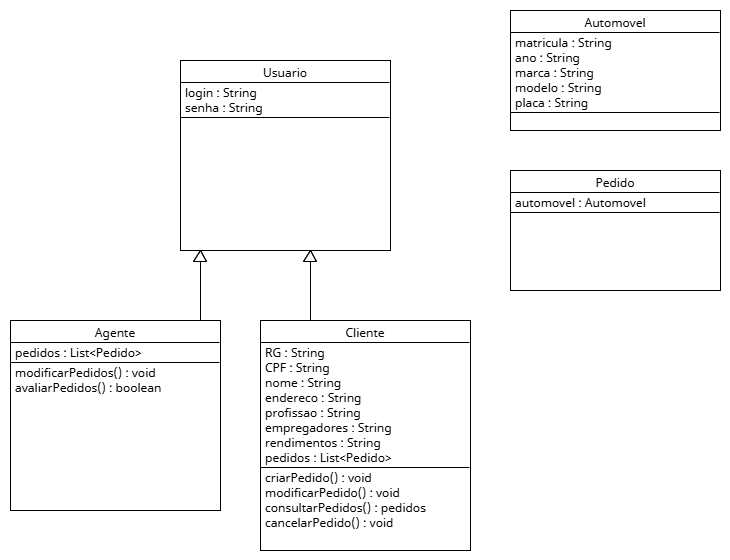 Usuario
login : String
senha : String
Automovel
matricula : String
ano : String
marca : String
modelo : String
placa : String
Pedido
automovel : Automovel
Agente
pedidos : List<Pedido>
modificarPedidos() : void
avaliarPedidos() : boolean
Cliente
RG : String
CPF : String
nome : String
endereco : String
profissao : String
empregadores : String
rendimentos : String
pedidos : List<Pedido>
criarPedido() : void
modificarPedido() : void
consultarPedidos() : pedidos
cancelarPedido() : void